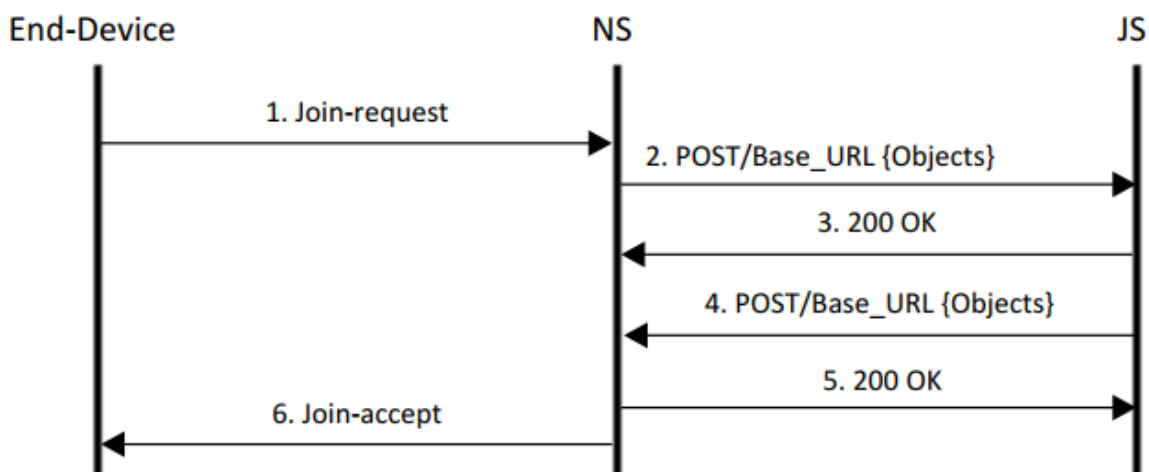 End-Device NS JS
1. Join-request
2. POST/Base_URL {Objects}
3. 200 OK
4. POST/Base_URL {Objects}
5. 200 OK
6. Join-accept